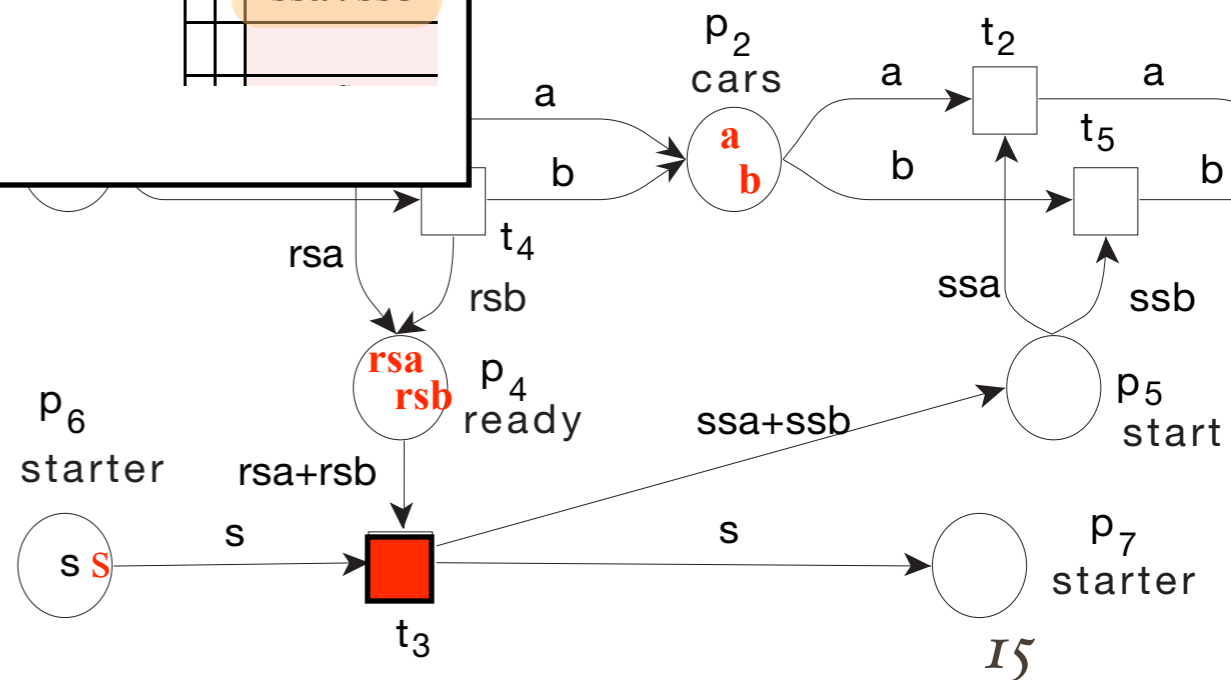 p2
cars
t2
a
a
a
a
b
t5
b
b
b
t4
rsa
rsb
ssa
ssb
rsa
rsb
p4
ready
p5
start
p6
starter
rsa+rsb
ssa+ssb
s
s
s S
p7
starter
t3
15